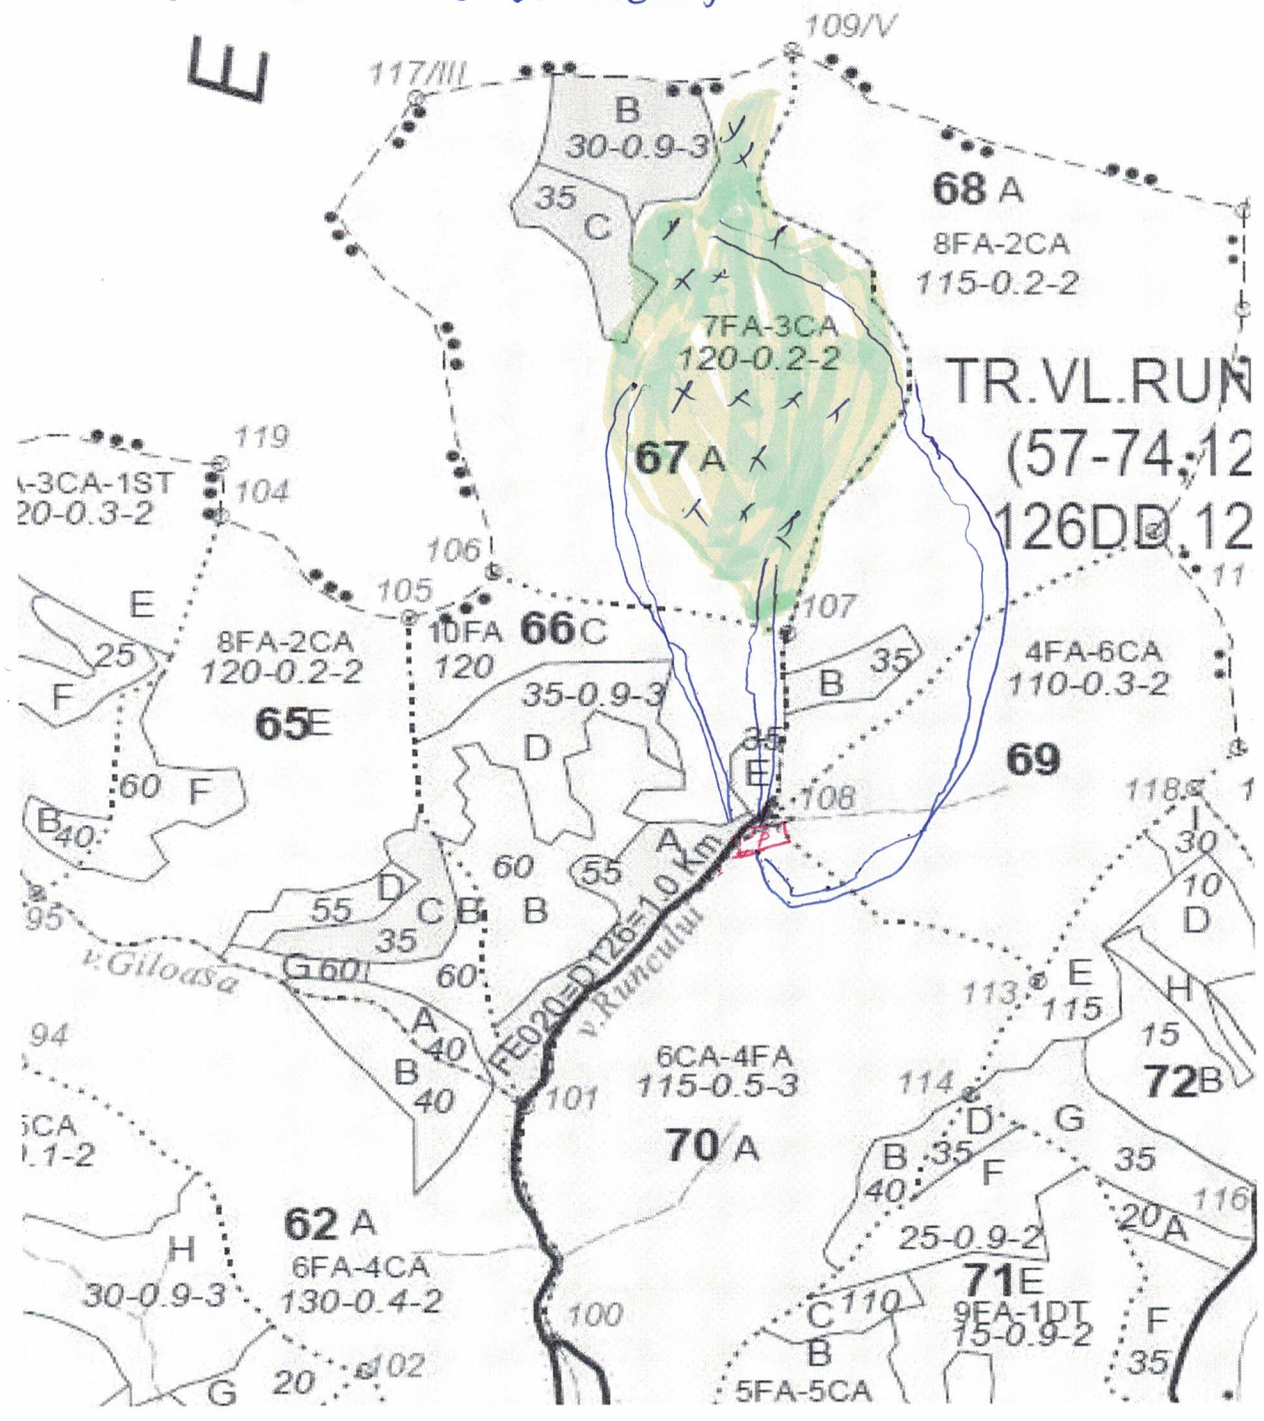 109/V
E
117/III
B
30-0.9-3
35
C
68 A
8FA-2CA
115-0.2-2
7FA-3CA
120-0.2-2
TR.VL.RUN
(57-74,12
126DD,12
67 A
119
104
A-3CA-1ST
20-0.3-2
106
105
107
11
E
25
F
8FA-2CA
120-0.2-2
65E
10FA
120
66C
35-0.9-3
D
B
35
4FA-6CA
110-0.3-2
69
35
E
108
118
1
60
F
B
40
I
30
10
D
A
55
60
B
D
55
C
B
35
95
v.Giloasa
G60
60
FE020=D126=1.0 Km
v.Runcului
113
E
115
H
15
72B
A
40
B
40
94
101
6CA-4FA
115-0.5-3
70 A
114
D
G
35
B
40
F
35
116
5CA
.1-2
62 A
6FA-4CA
130-0.4-2
H
30-0.9-3
25-0.9-2
20
A
71E
9FA-1DT
15-0.9-2
C
110
B
5FA-5CA
F
35
100
102
20
G